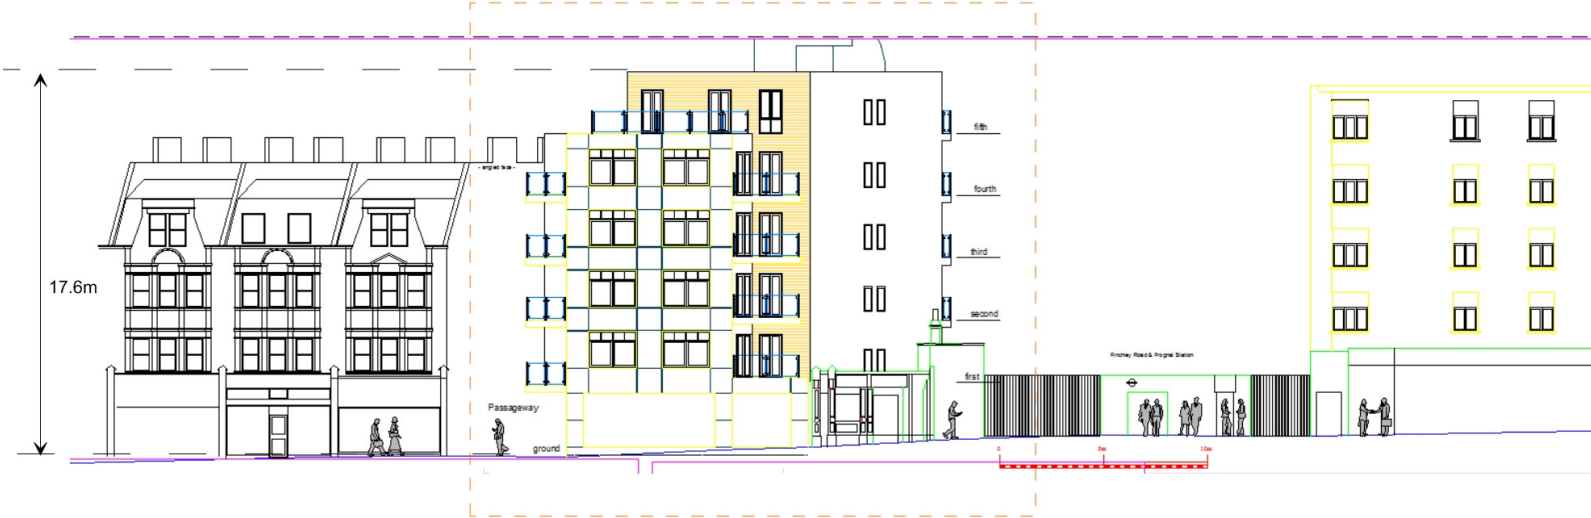 - angled face -
fifth
fourth
third
17.6m
second
Finchley Road & Frognal Station
first
Passageway
ground
0
5m
10m